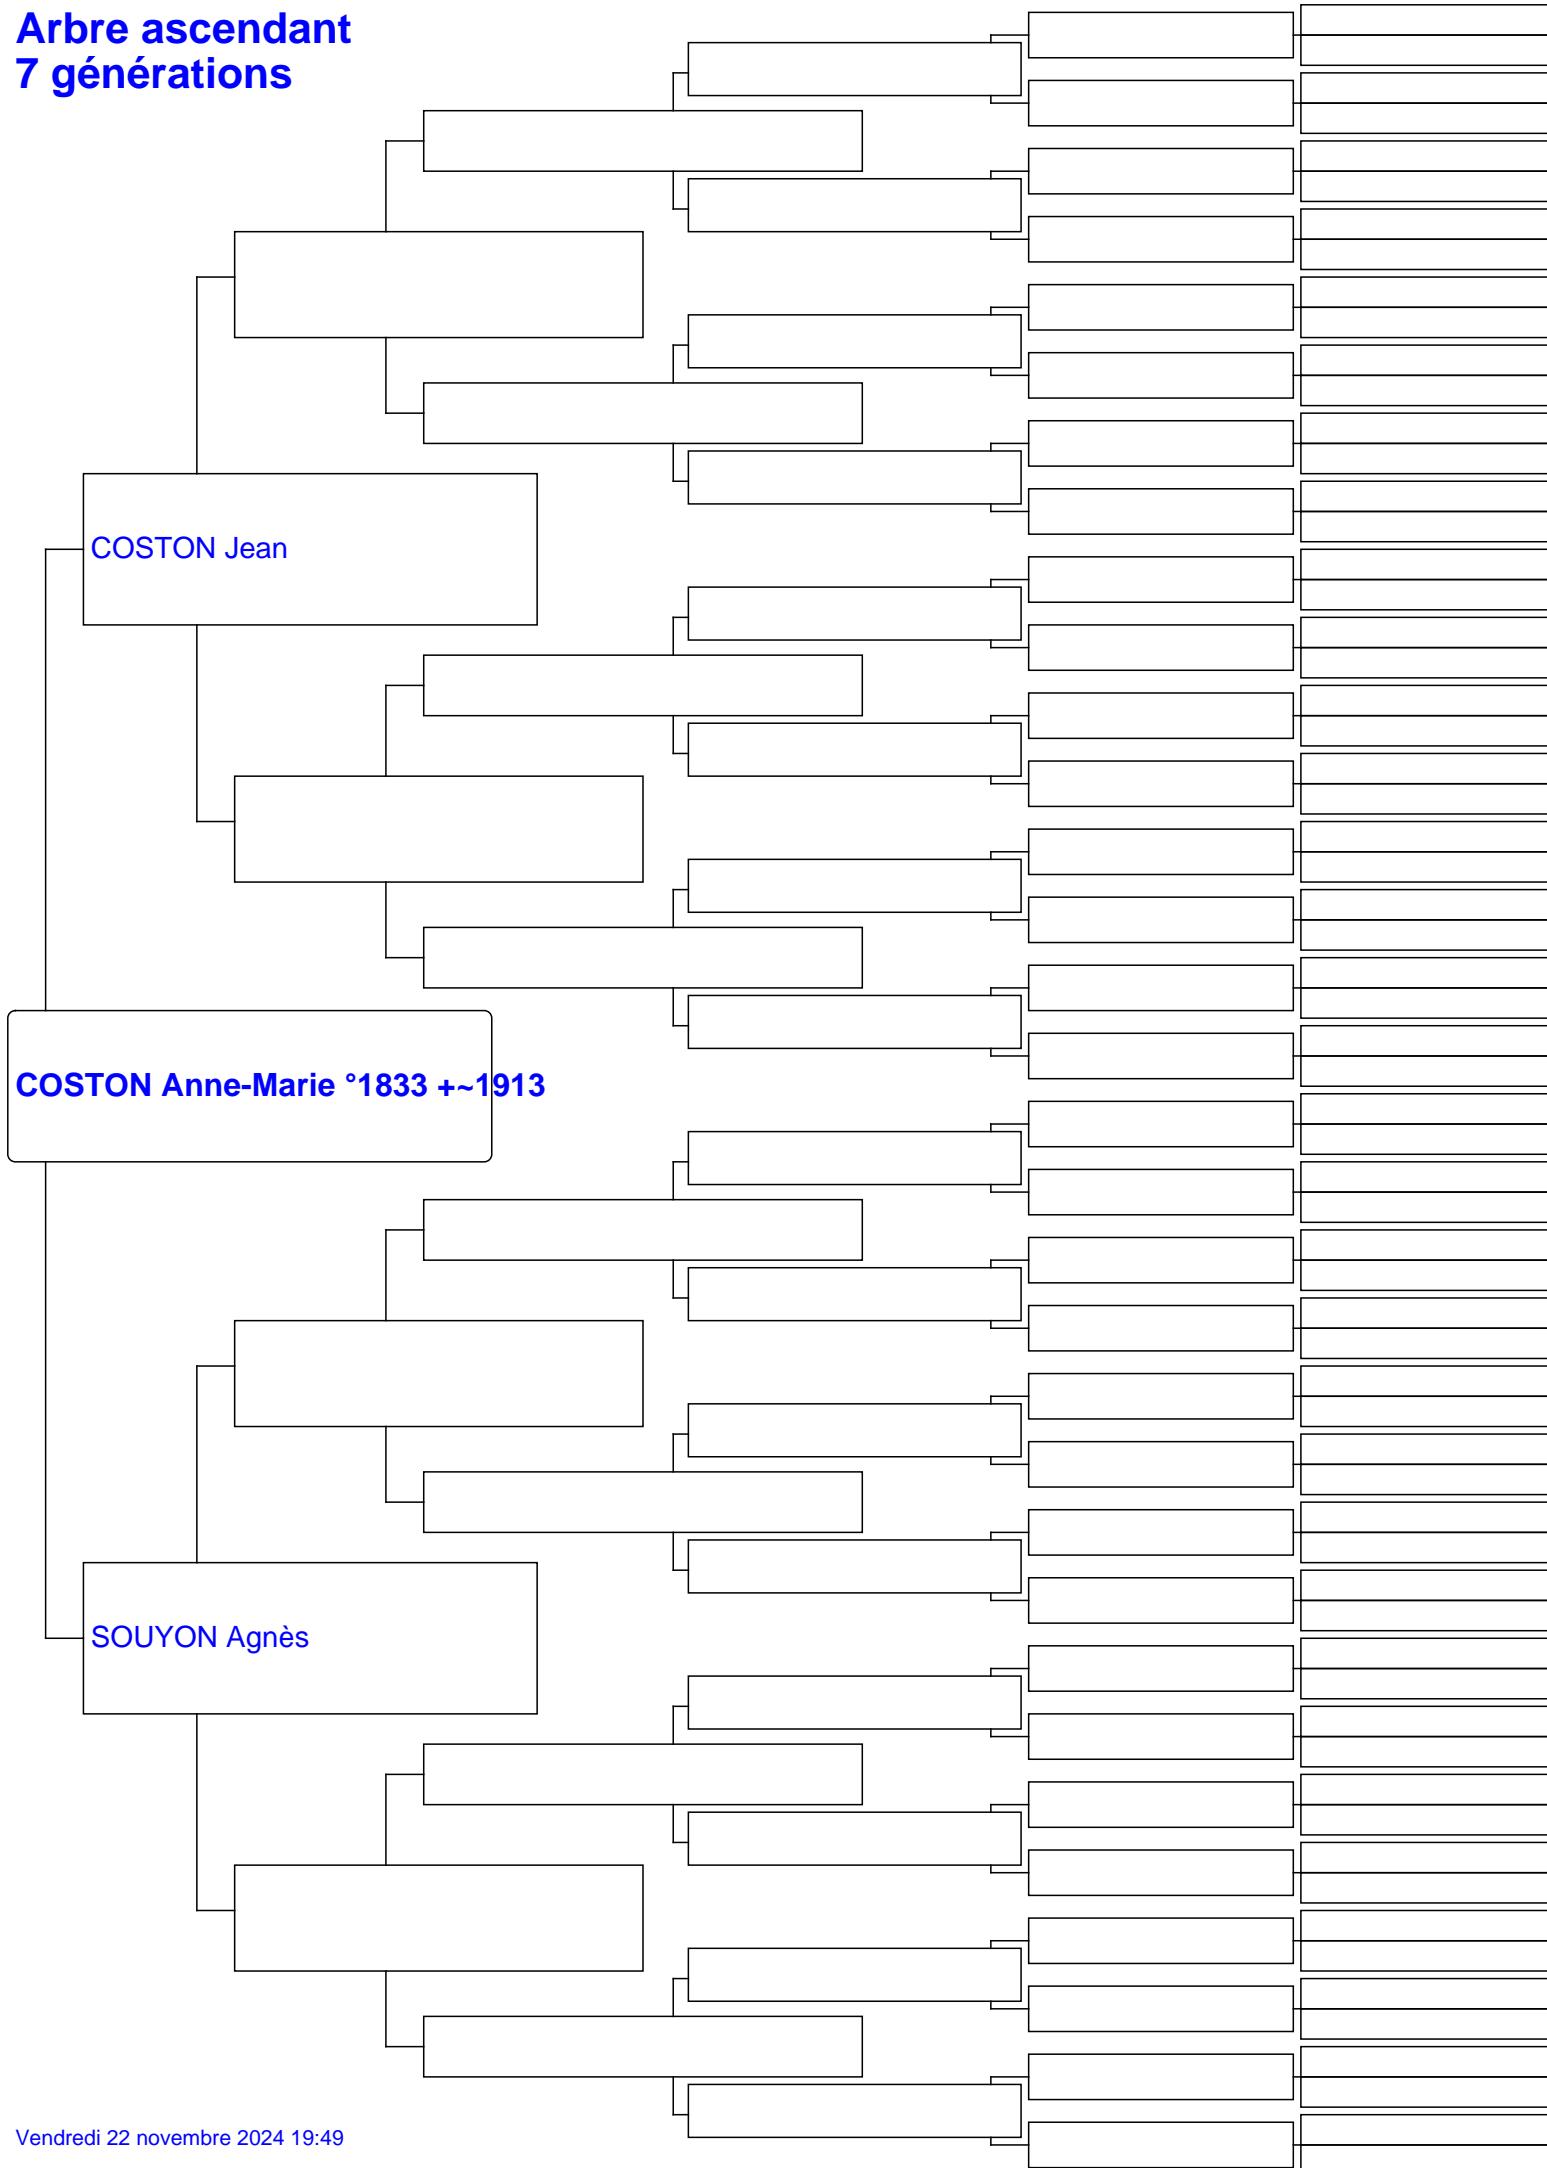 Arbre ascendant
7 générations
COSTON Jean
COSTON Anne-Marie °1833 +~1913
SOUYON Agnès
Vendredi 22 novembre 2024 19:49